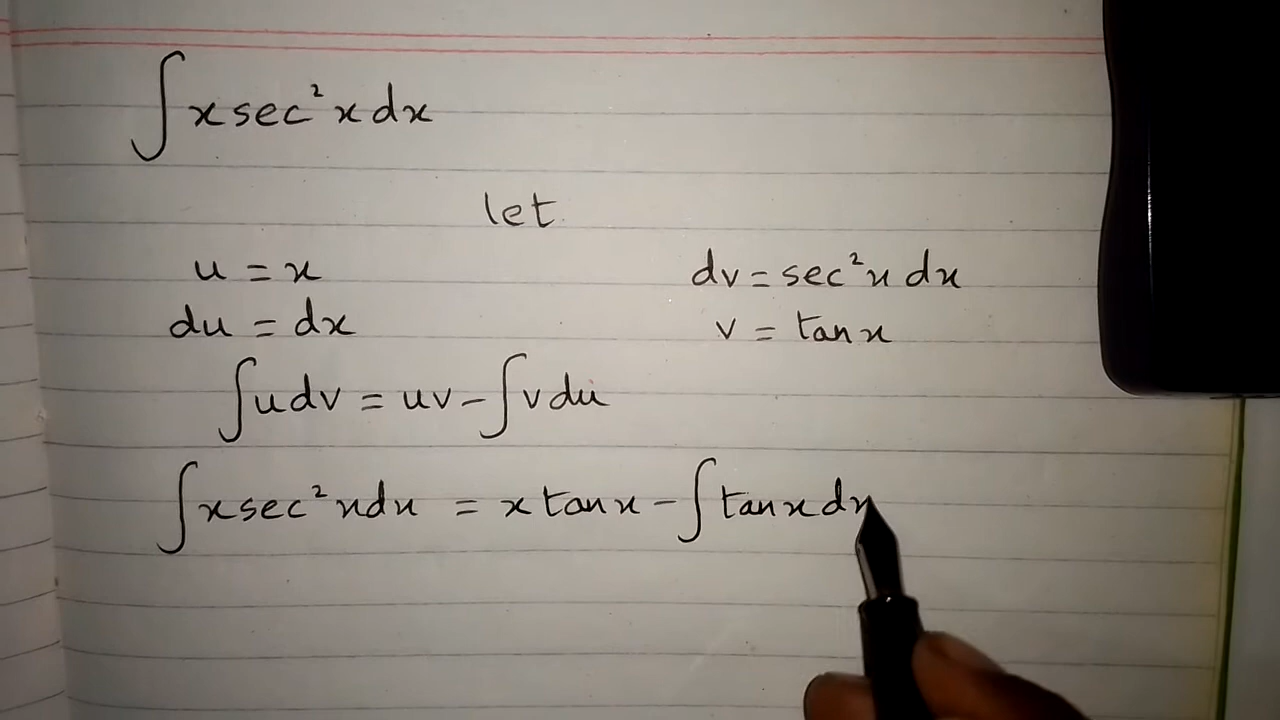 ∫x sec²x dx
let
u = x dv = sec²x dx
du = dx v = tan x
∫u dv = uv - ∫v du
∫x sec²x dx = x tan x - ∫tan x dx